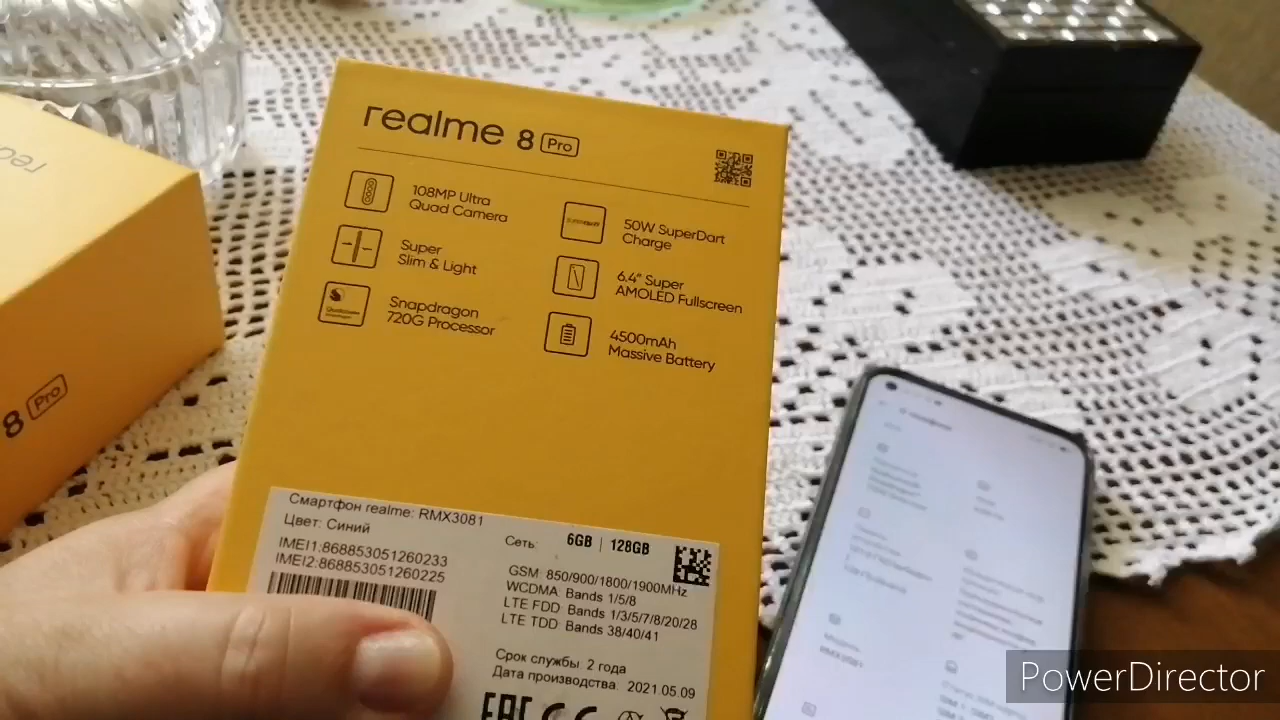 realme 8 Pro
108MP Ultra
Quad Camera
50W SuperDart
Charge
Super
Slim & Light
6.4" Super
AMOLED Fullscreen
Snapdragon
720G Processor
4500mAh
Massive Battery
Смартфон realme: RMX3081
Цвет: Синий
IMEI1:868853051260233
IMEI2:868853051260225
Сеть: 6GB | 128GB
GSM: 850/900/1800/1900MHz
WCDMA: Bands 1/5/8
LTE FDD: Bands 1/3/5/7/8/20/28
LTE TDD: Bands 38/40/41
Срок службы: 2 года
Дата производства: 2021.05.09
EAC CE
8 Pro
RMX3081
PowerDirector